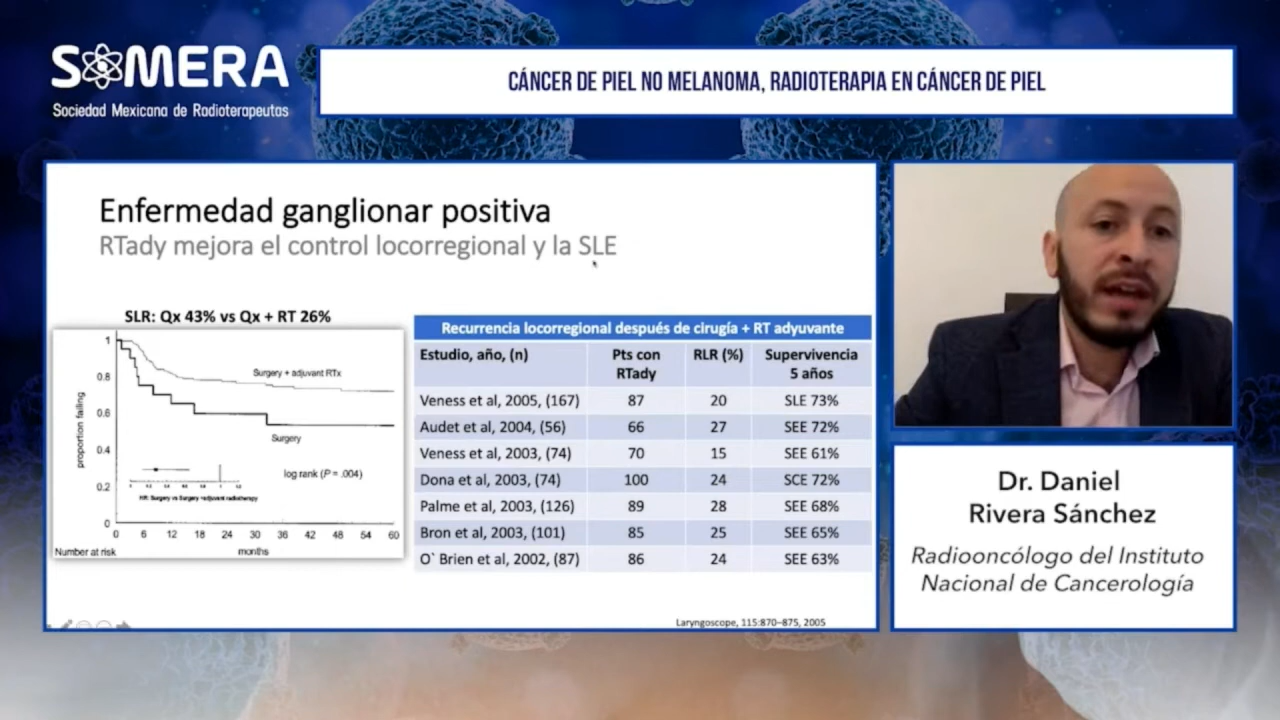 SOMERA
Sociedad Mexicana de Radioterapeutas
CÁNCER DE PIEL NO MELANOMA, RADIOTERAPIA EN CÁNCER DE PIEL
Enfermedad ganglionar positiva
RTady mejora el control locorregional y la SLE
SLR: Qx 43% vs Qx + RT 26%
1
0.8
0.6
0.4
0.2
0
proportion failing
Surgery + adjuvant RTx
Surgery
log rank (P = .004)
HR: Surgery vs Surgery +adjuvant radiotherapy
0 6 12 18 24 30 36 42 48 54 60
Number at risk months
Recurrencia locorregional después de cirugía + RT adyuvante
Estudio, año, (n) Pts con RTady RLR (%) Supervivencia 5 años
Veness et al, 2005, (167) 87 20 SLE 73%
Audet et al, 2004, (56) 66 27 SEE 72%
Veness et al, 2003, (74) 70 15 SEE 61%
Dona et al, 2003, (74) 100 24 SCE 72%
Palme et al, 2003, (126) 89 28 SEE 68%
Bron et al, 2003, (101) 85 25 SEE 65%
O` Brien et al, 2002, (87) 86 24 SEE 63%
Laryngoscope, 115:870–875, 2005
Dr. Daniel
Rivera Sánchez
Radiooncólogo del Instituto
Nacional de Cancerología